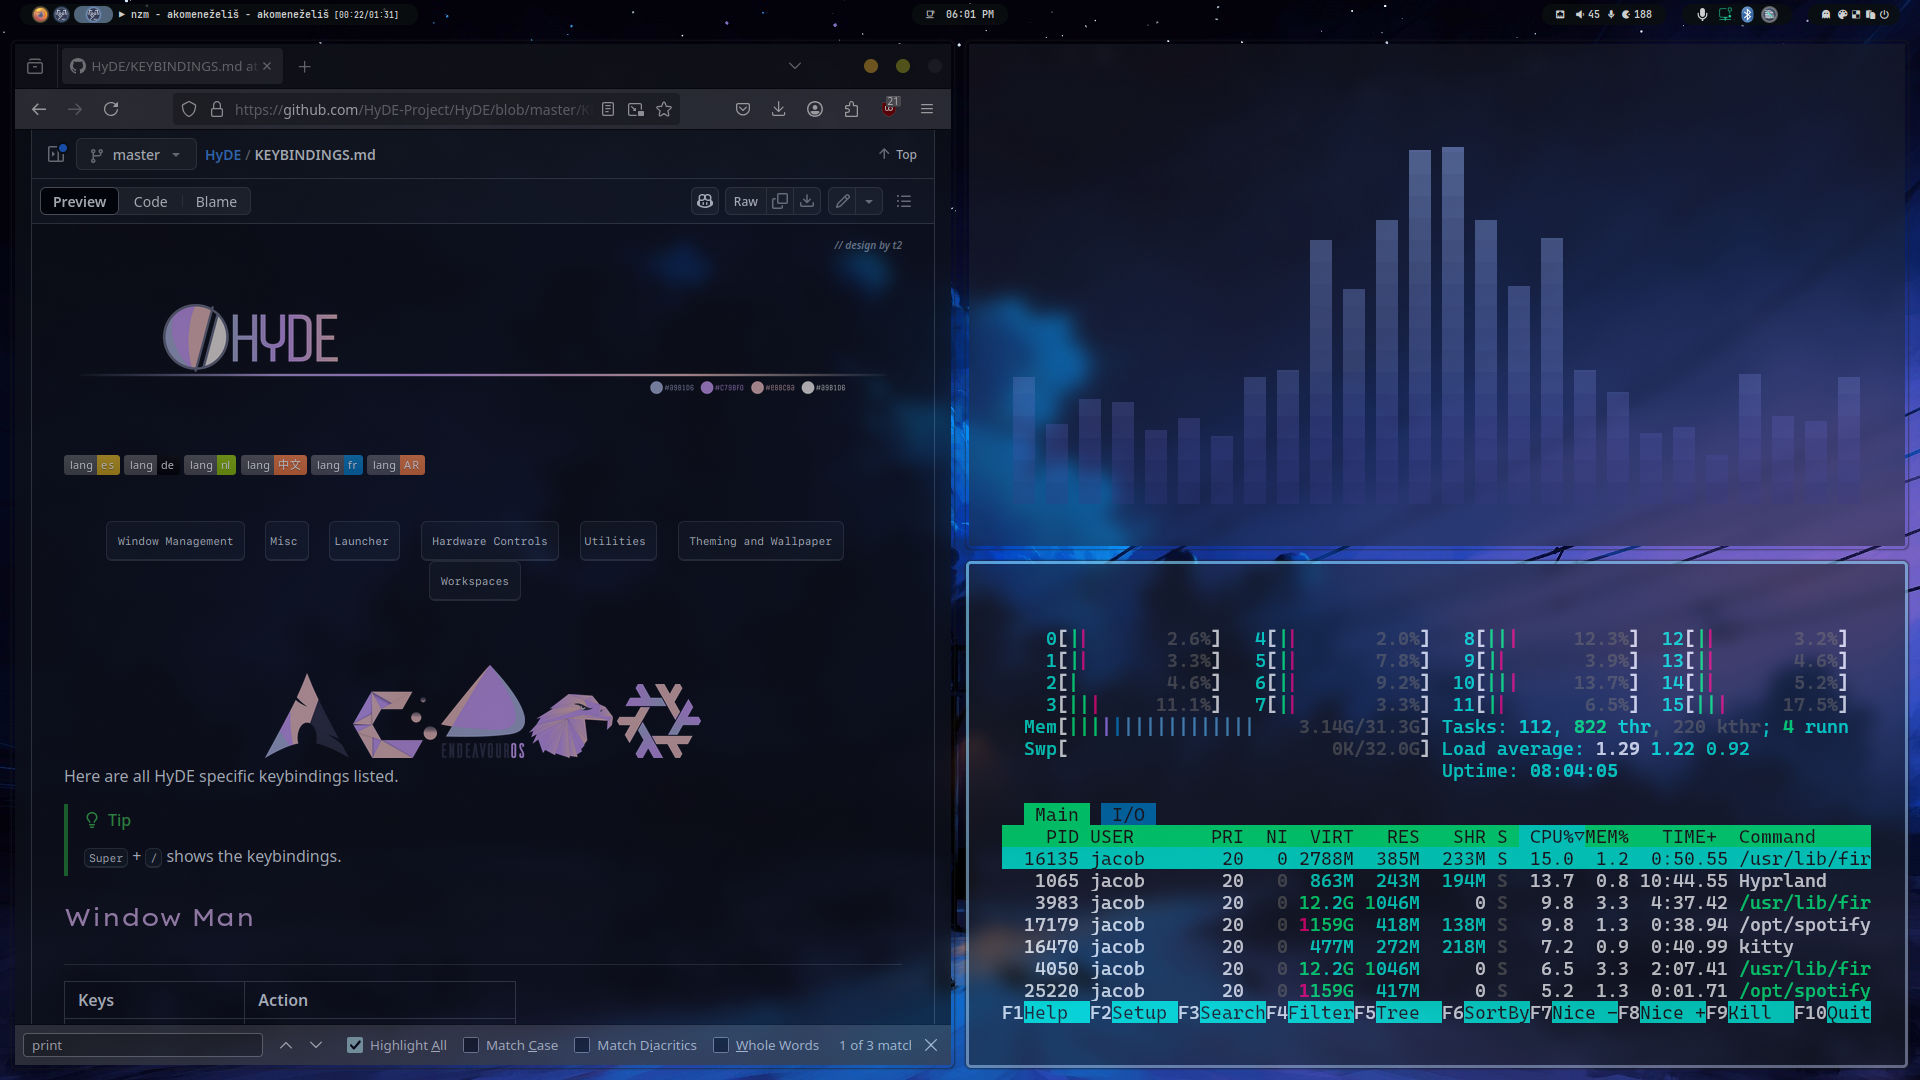 ▶ nzm - akomeneželiš - akomeneželiš [00:22/01:31]
06:01 PM
45 188
HyDE/KEYBINDINGS.md at
https://github.com/HyDE-Project/HyDE/blob/master/K
21
master
HyDE / KEYBINDINGS.md
Top
Preview Code Blame
Raw
// design by t2
HYDE
lang es lang de lang nl lang 中文 lang fr lang AR
Window Management Misc Launcher Hardware Controls Utilities Theming and Wallpaper
Workspaces
ENDEAVOUROS
Here are all HyDE specific keybindings listed.
Tip
Super + / shows the keybindings.
Window Man
Keys Action
print
Highlight All Match Case Match Diacritics Whole Words 1 of 3 matcl
0[|| 2.6%] 4[|| 2.0%] 8[||| 12.3%] 12[|| 3.2%]
1[|| 3.3%] 5[|| 7.8%] 9[|| 3.9%] 13[|| 4.6%]
2[| 4.6%] 6[|| 9.2%] 10[||| 13.7%] 14[|| 5.2%]
3[||| 11.1%] 7[|| 3.3%] 11[|| 6.5%] 15[||| 17.5%]
Mem[||||||||||||||||| 3.14G/31.3G] Tasks: 112, 822 thr, 220 kthr; 4 runn
Swp[ 0K/32.0G] Load average: 1.29 1.22 0.92
Uptime: 08:04:05
Main I/O
PID USER PRI NI VIRT RES SHR S CPU%▽MEM% TIME+ Command
16135 jacob 20 0 2788M 385M 233M S 15.0 1.2 0:50.55 /usr/lib/fir
1065 jacob 20 0 863M 243M 194M S 13.7 0.8 10:44.55 Hyprland
3983 jacob 20 0 12.2G 1046M 0 S 9.8 3.3 4:37.42 /usr/lib/fir
17179 jacob 20 0 1159G 418M 138M S 9.8 1.3 0:38.94 /opt/spotify
16470 jacob 20 0 477M 272M 218M S 7.2 0.9 0:40.99 kitty
4050 jacob 20 0 12.2G 1046M 0 S 6.5 3.3 2:07.41 /usr/lib/fir
25220 jacob 20 0 1159G 417M 0 S 5.2 1.3 0:01.71 /opt/spotify
F1Help F2Setup F3SearchF4FilterF5Tree F6SortByF7Nice -F8Nice +F9Kill F10Quit